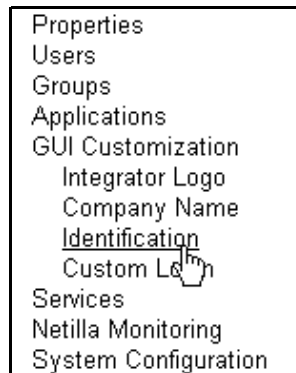 Properties
Users
Groups
Applications
GUI Customization
Integrator Logo
Company Name
Identification
Custom
Services
Netilla Monitoring
System Configuration